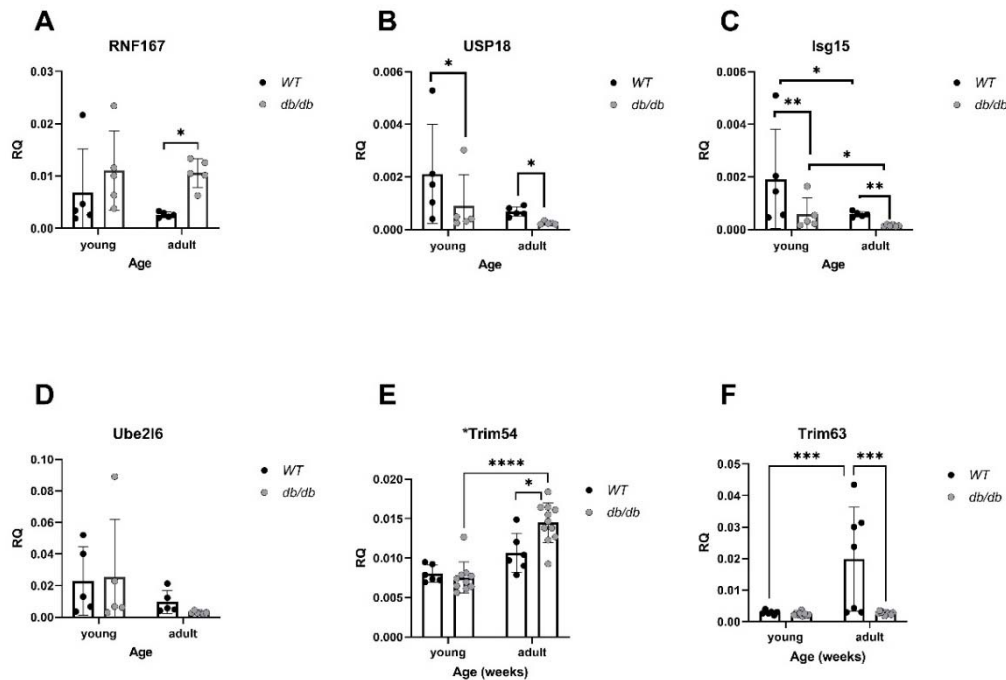 A
RNF167
0.03
0.02
0.01
0.00
RQ
*
young
adult
Age
WT
db/db
B
USP18
0.006
0.004
0.002
0.000
RQ
*
*
young
adult
Age
WT
db/db
C
Isg15
0.006
0.004
0.002
0.000
RQ
*
**
*
**
young
adult
Age
WT
db/db
D
Ube2l6
0.10
0.08
0.06
0.04
0.02
0.00
RQ
young
adult
Age
WT
db/db
E
*Trim54
0.020
0.015
0.010
0.005
0.000
RQ
****
*
young
adult
Age (weeks)
WT
db/db
F
Trim63
0.05
0.04
0.03
0.02
0.01
0.00
RQ
***
***
young
adult
Age (weeks)
WT
db/db